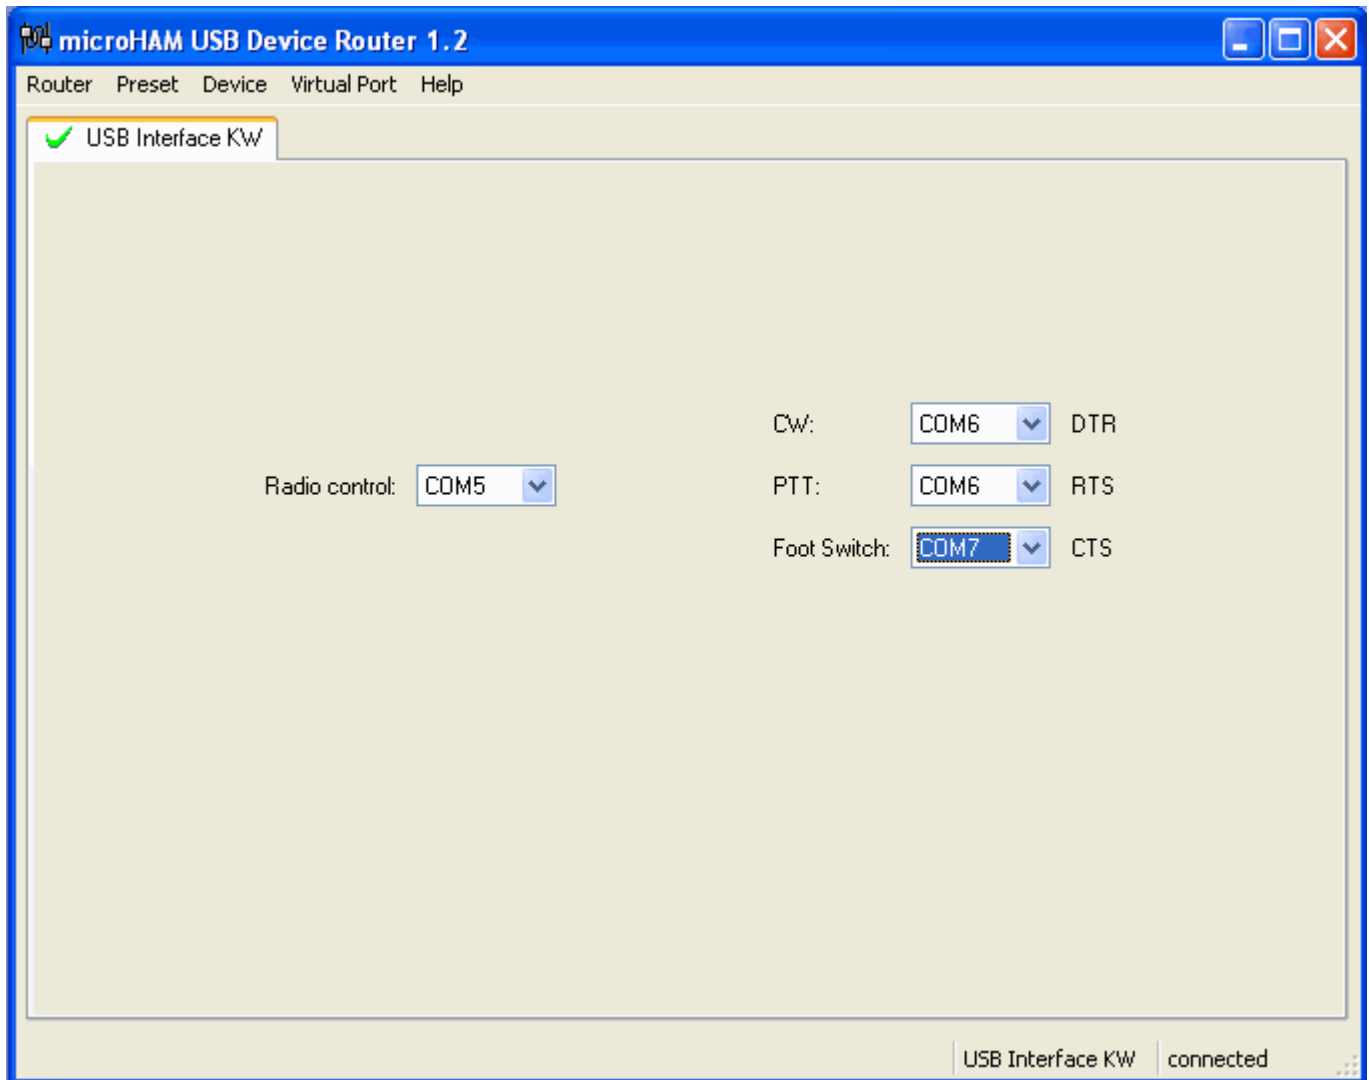 microHAM USB Device Router 1.2
Router Preset Device Virtual Port Help
USB Interface KW
CW: COM6 DTR
Radio control: COM5 PTT: COM6 RTS
Foot Switch: COM7 CTS
USB Interface KW connected